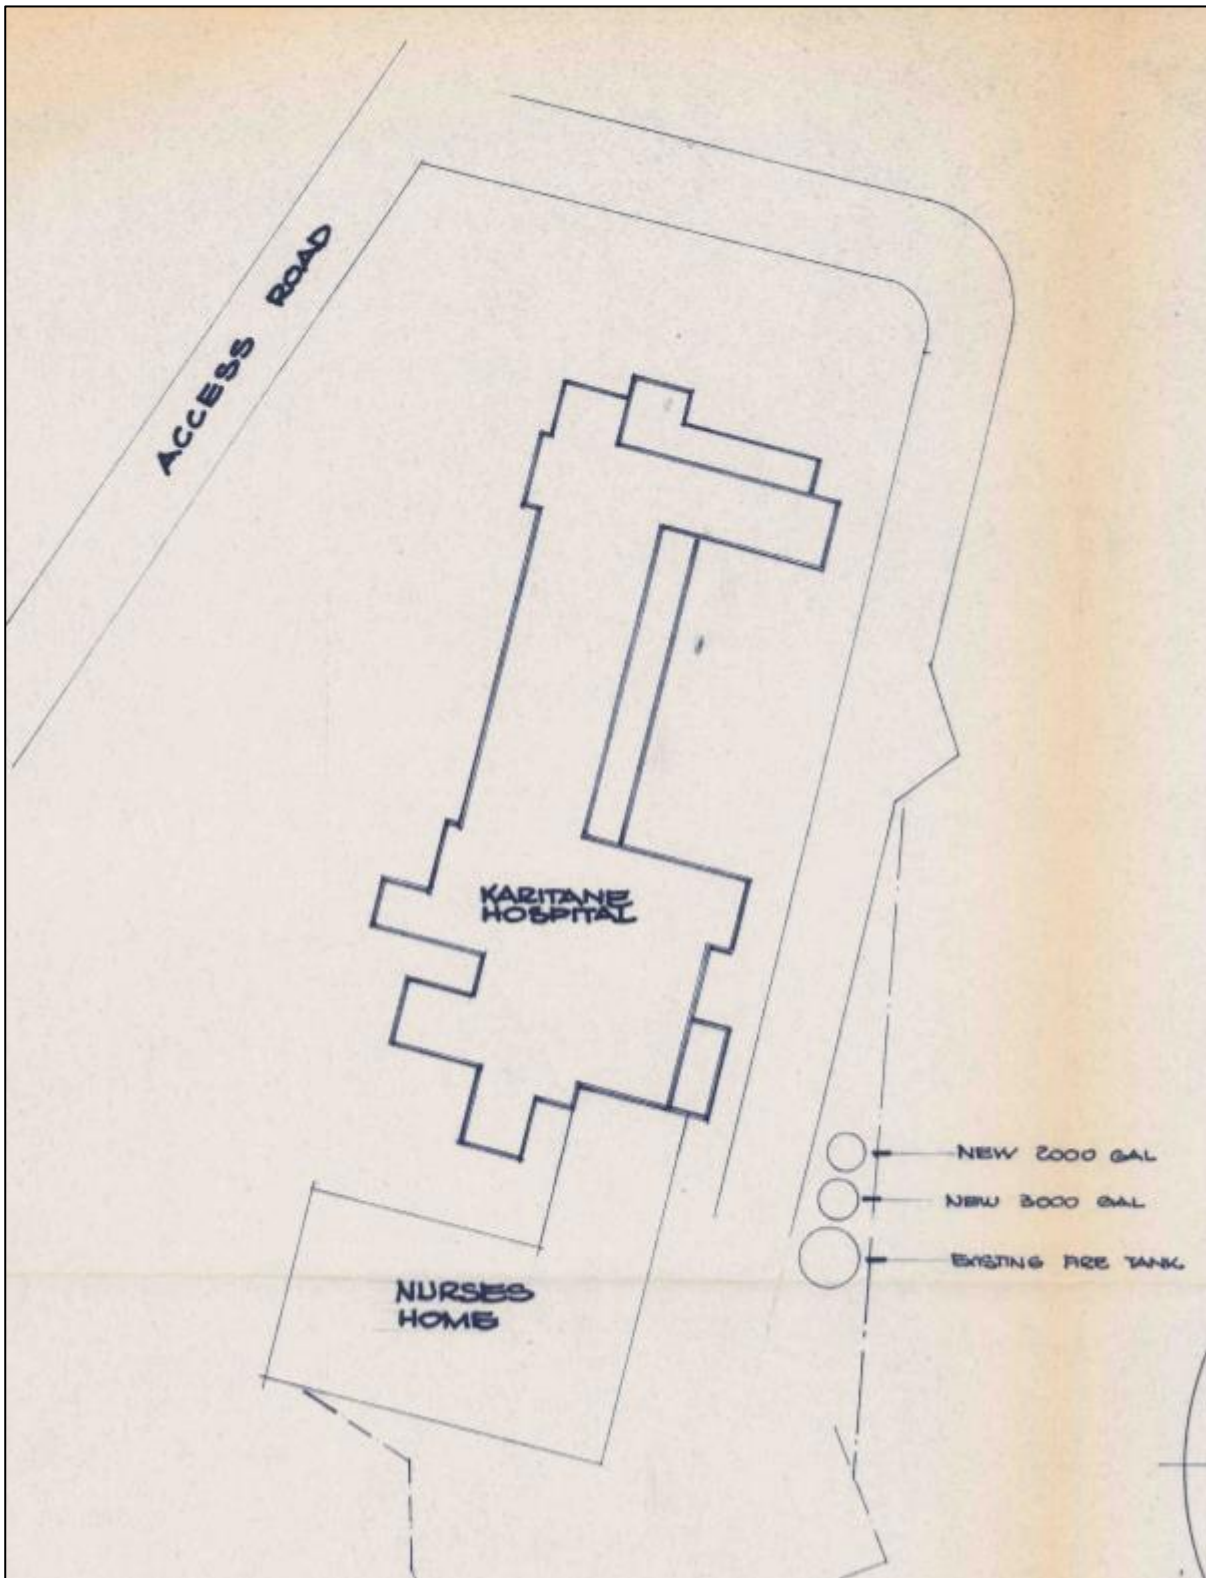 ACCESS ROAD
KARITANE
HOSPITAL
NEW 2000 GAL
NEW 3000 GAL
EXISTING FIRE TANK
NURSES
HOME